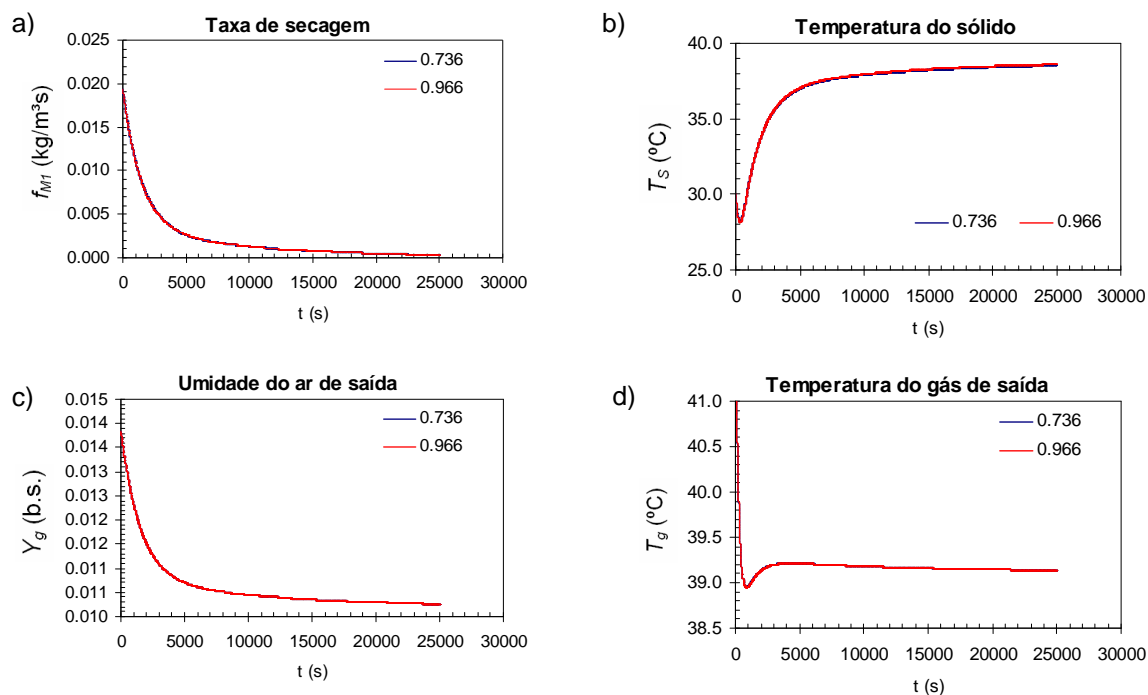 a)
Taxa de secagem
0.025
0.020
0.015
0.010
0.005
0.000
f_M1 (kg/m³s)
0.736
0.966
0 5000 10000 15000 20000 25000 30000
t (s)
b)
Temperatura do sólido
40.0
35.0
30.0
25.0
T_S (ºC)
0.736 0.966
0 5000 10000 15000 20000 25000 30000
t (s)
c)
Umidade do ar de saída
0.015
0.014
0.014
0.013
0.013
0.012
0.012
0.011
0.011
0.010
0.010
Y_g (b.s.)
0.736
0.966
0 5000 10000 15000 20000 25000 30000
t (s)
d)
Temperatura do gás de saída
41.0
40.5
40.0
39.5
39.0
38.5
T_g (ºC)
0.736
0.966
0 5000 10000 15000 20000 25000 30000
t (s)